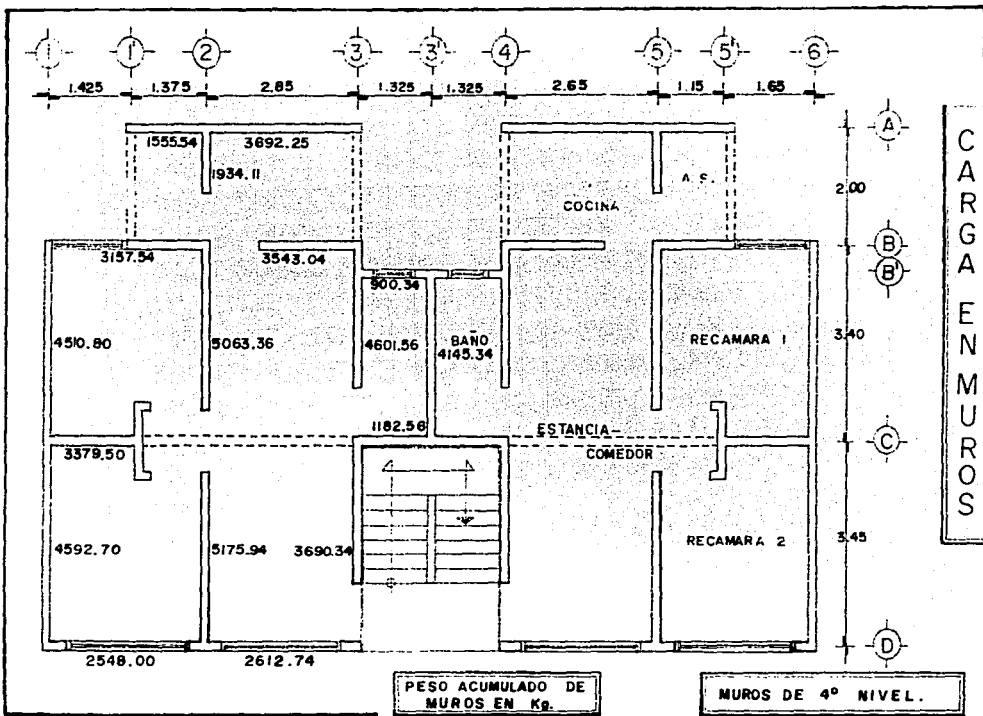 1 1' 2 3 3' 4 5 5' 6
1.425 1.375 2.85 1.325 1.325 2.65 1.15 1.65
A
1555.54 3692.25
1934.11
A.S.
COCINA
2.00
B
3157.54 3543.04
B'
900.34
4510.80 5063.36 4601.56
BAÑO
4145.34
RECAMARA 1
3.40
1182.56
ESTANCIA-
C
3379.50
COMEDOR
4592.70 5175.94 3690.34
RECAMARA 2
3.45
D
2548.00 2612.74
PESO ACUMULADO DE
MUROS EN Kg.
MUROS DE 4º NIVEL.
CARGA EN MUROS